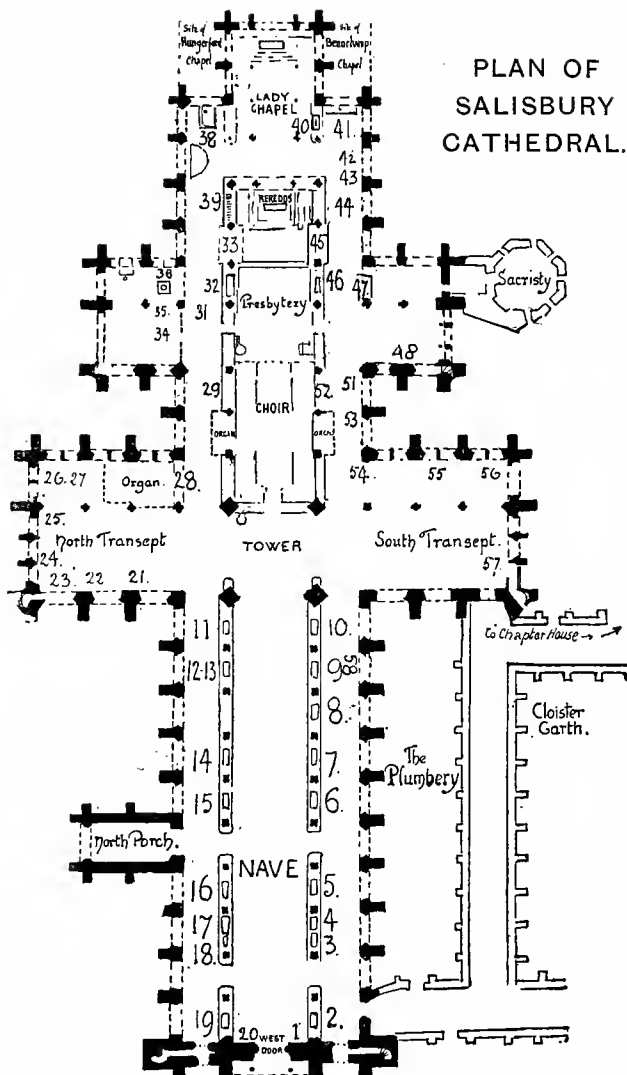 PLAN OF
SALISBURY
CATHEDRAL.
Site of
Hungerford
Chapel
Site of
Beauchamp
Chapel
LADY
CHAPEL
38
40
41.
42
43
44
39
REREDOS
33
45
36
32
46
47.
Sacristy
35.
31
Presbytery
34
48
29
CHOIR
52
51
53
ORGAN
ORGAN
26. 27
Organ.
28.
54.
55
56
25.
North Transept
TOWER
South Transept.
24.
57.
23.
22
21.
11
10.
to Chapter House
12-13
9
58
8.
Cloister
Garth.
14
7.
The
Plumbery
15
6.
North Porch.
NAVE
16
5.
17
4
18.
3.
19
20
WEST
DOOR
1
2.